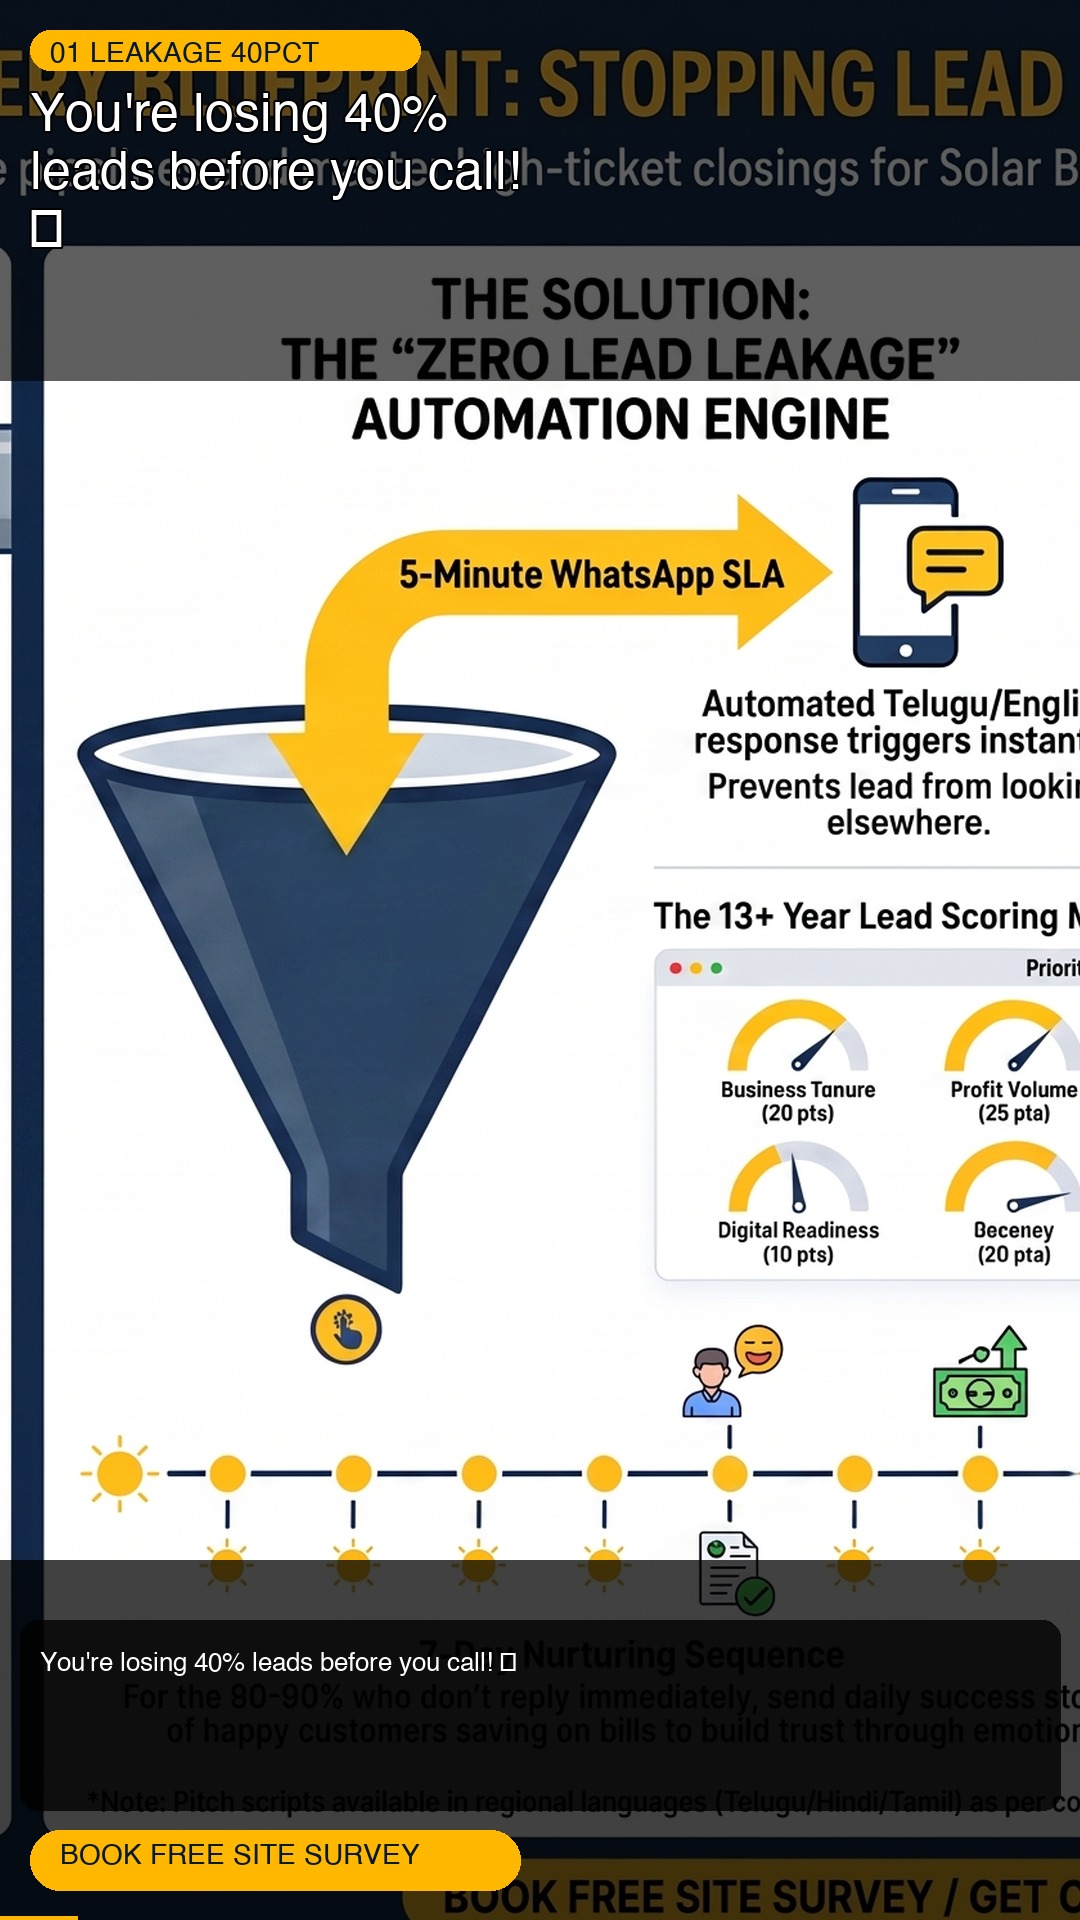 01 LEAKAGE 40PCT
BLUEPRINT: STOPPING LEAD
You're losing 40%
leads before you call!
high-ticket closings for Solar B
THE SOLUTION:
THE “ZERO LEAD LEAKAGE”
AUTOMATION ENGINE
5-Minute WhatsApp SLA
Automated Telugu/Engli
response triggers instant
Prevents lead from lookin
elsewhere.
The 13+ Year Lead Scoring M
Priorit
Business Tanure
(20 pts)
Profit Volume
(25 pta)
Digital Readiness
(10 pts)
Beceney
(20 pta)
You're losing 40% leads before you call!
7-Day Nurturing Sequence
For the 80-90% who don’t reply immediately, send daily success sto
of happy customers saving on bills to build trust through emotion
*Note: Pitch scripts available in regional languages (Telugu/Hindi/Tamil) as per co
BOOK FREE SITE SURVEY
BOOK FREE SITE SURVEY / GET C